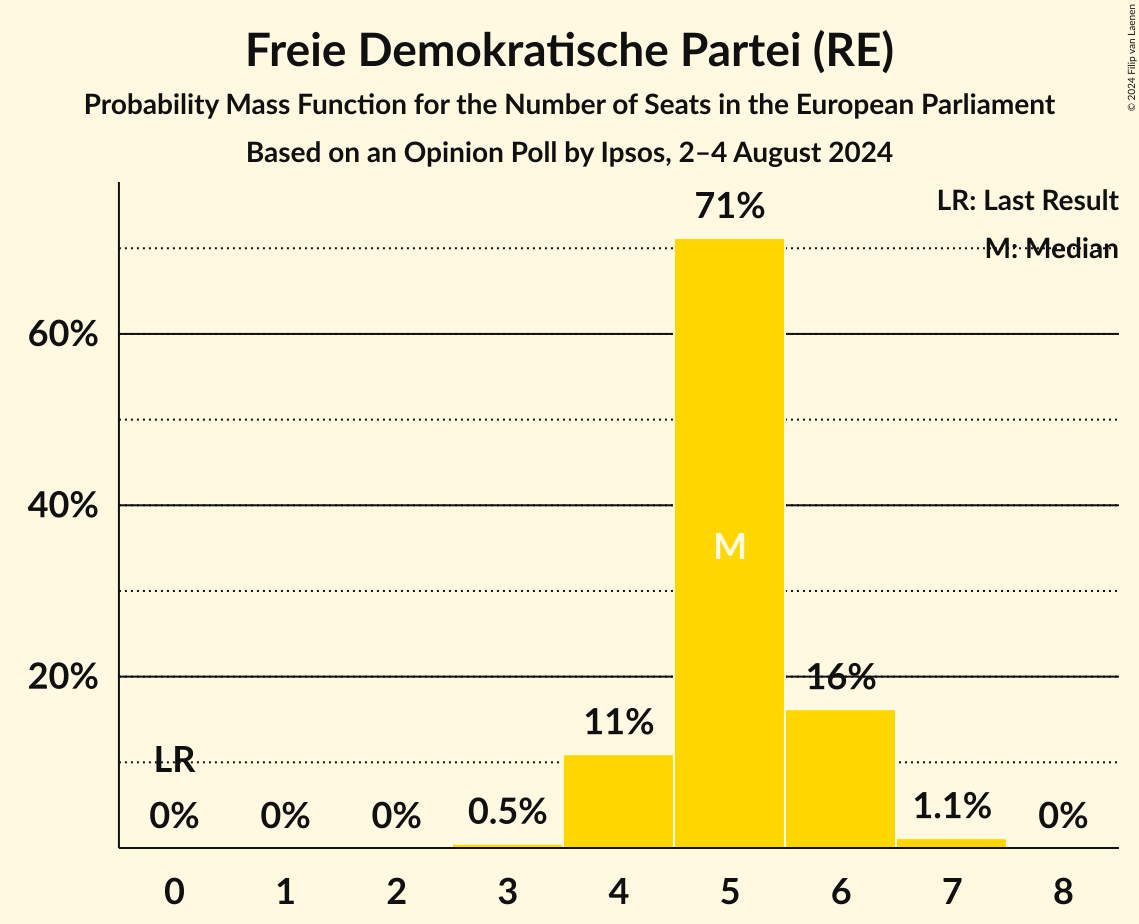 Freie Demokratische Partei (RE)
Probability Mass Function for the Number of Seats in the European Parliament
Based on an Opinion Poll by Ipsos, 2–4 August 2024
© 2024 Filip van Laenen
LR: Last Result
M: Median
71%
60%
40%
M
20%
16%
11%
LR
0%
0%
0%
0.5%
1.1%
0%
0
1
2
3
4
5
6
7
8